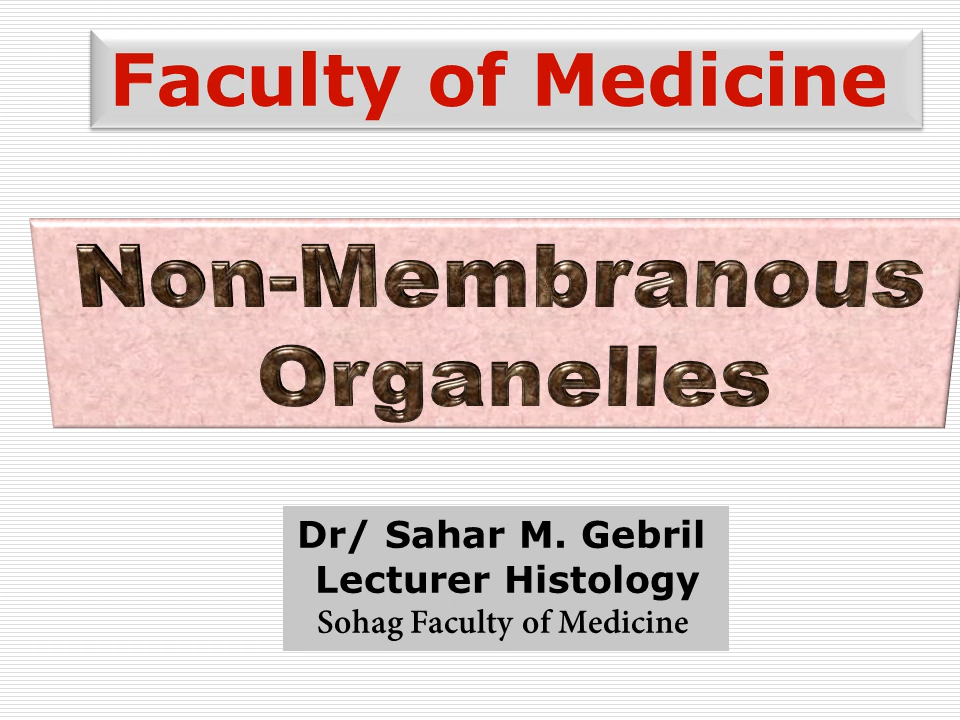 Faculty of Medicine
Non-Membranous
Organelles
Dr/ Sahar M. Gebril
Lecturer Histology
Sohag Faculty of Medicine